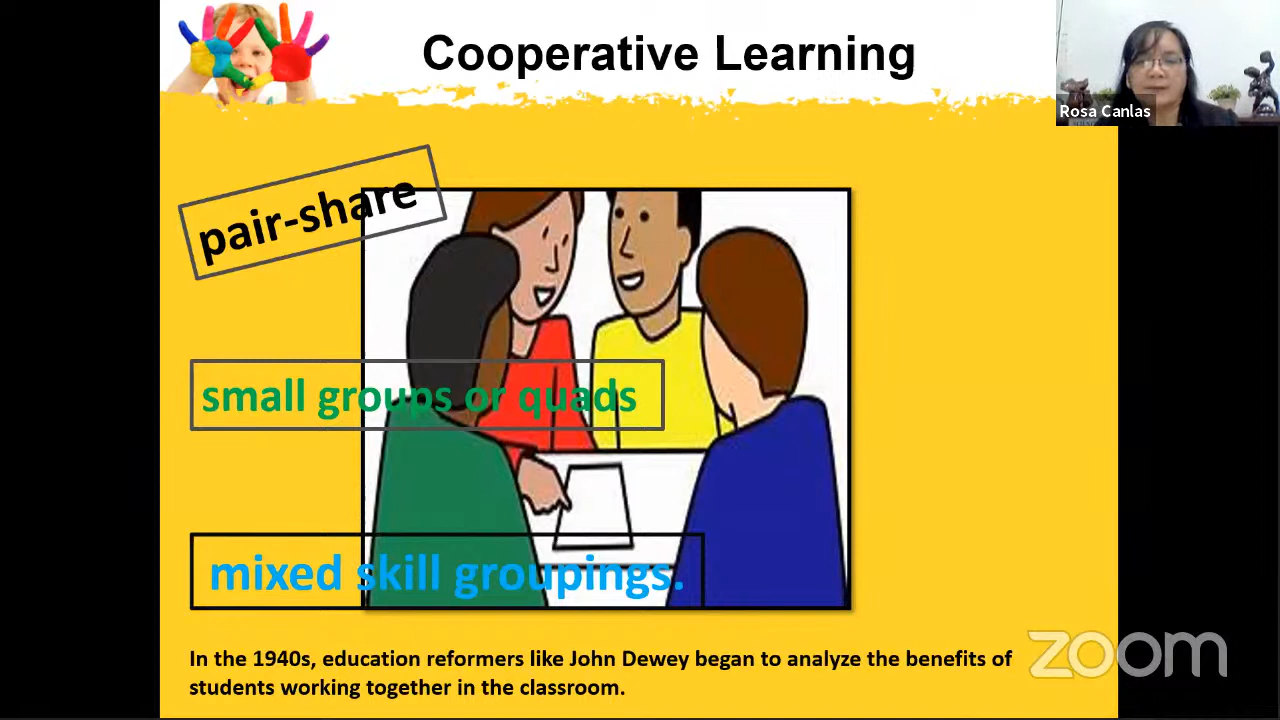 Cooperative Learning
Rosa Canlas
pair-share
small groups or quads
mixed skill groupings.
In the 1940s, education reformers like John Dewey began to analyze the benefits of
students working together in the classroom.
zoom